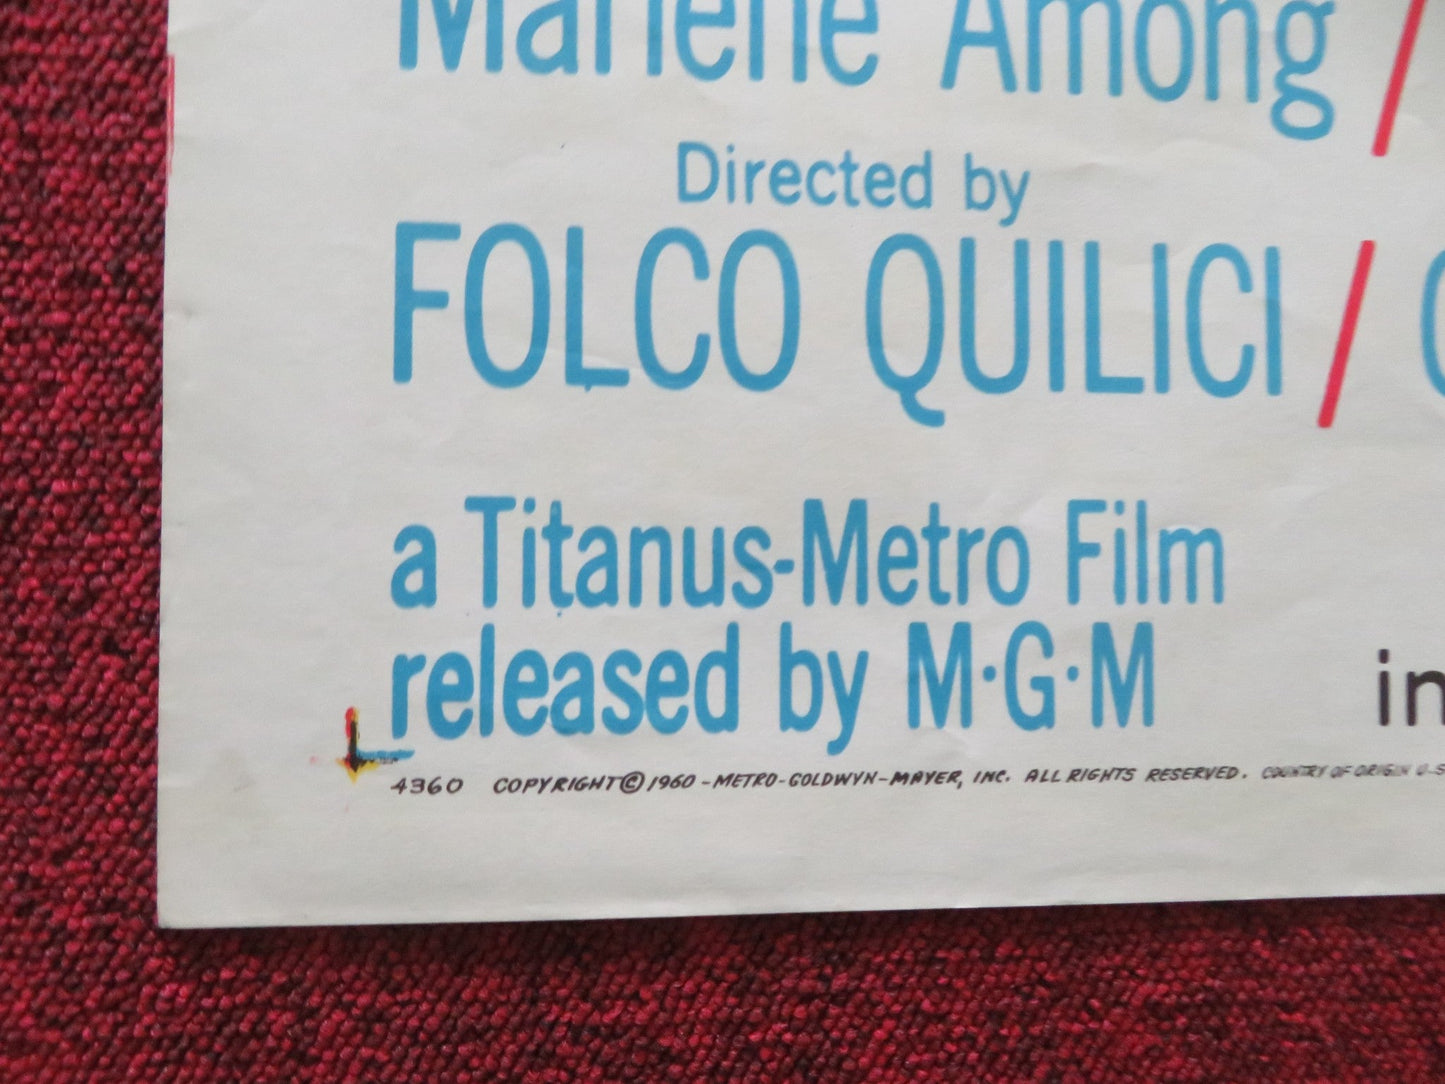 Marlene Among /
Directed by
FOLCO QUILICI /
a Titanus-Metro Film
released by M·G·M
in
4360 COPYRIGHT © 1960 - METRO-GOLDWYN-MAYER, INC. ALL RIGHTS RESERVED. COUNTRY OF ORIGIN U.S